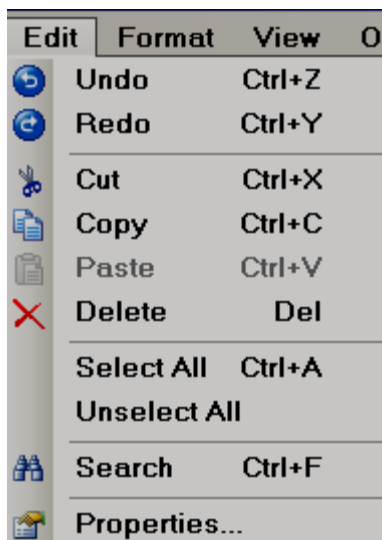 Edit Format View O
Undo Ctrl+Z
Redo Ctrl+Y
Cut Ctrl+X
Copy Ctrl+C
Paste Ctrl+V
Delete Del
Select All Ctrl+A
Unselect All
Search Ctrl+F
Properties...